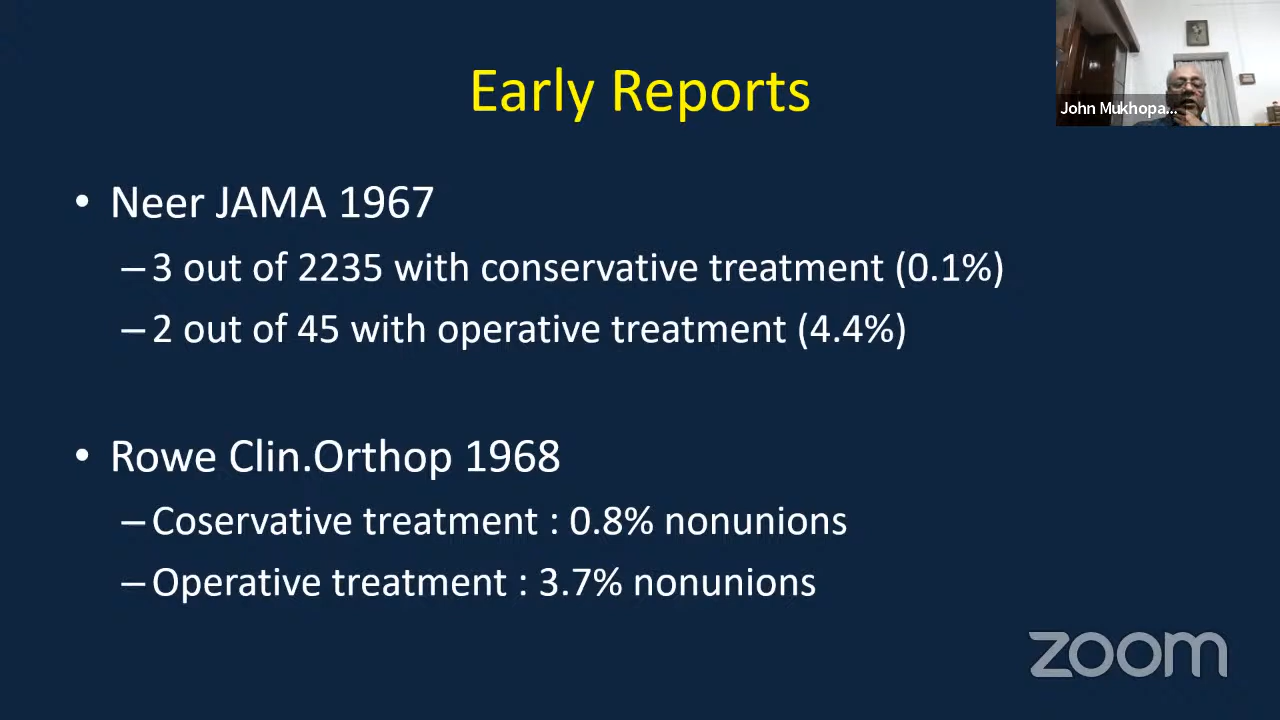 Early Reports
John Mukhopa...
• Neer JAMA 1967
–3 out of 2235 with conservative treatment (0.1%)
–2 out of 45 with operative treatment (4.4%)
• Rowe Clin.Orthop 1968
–Coservative treatment : 0.8% nonunions
–Operative treatment : 3.7% nonunions
zoom